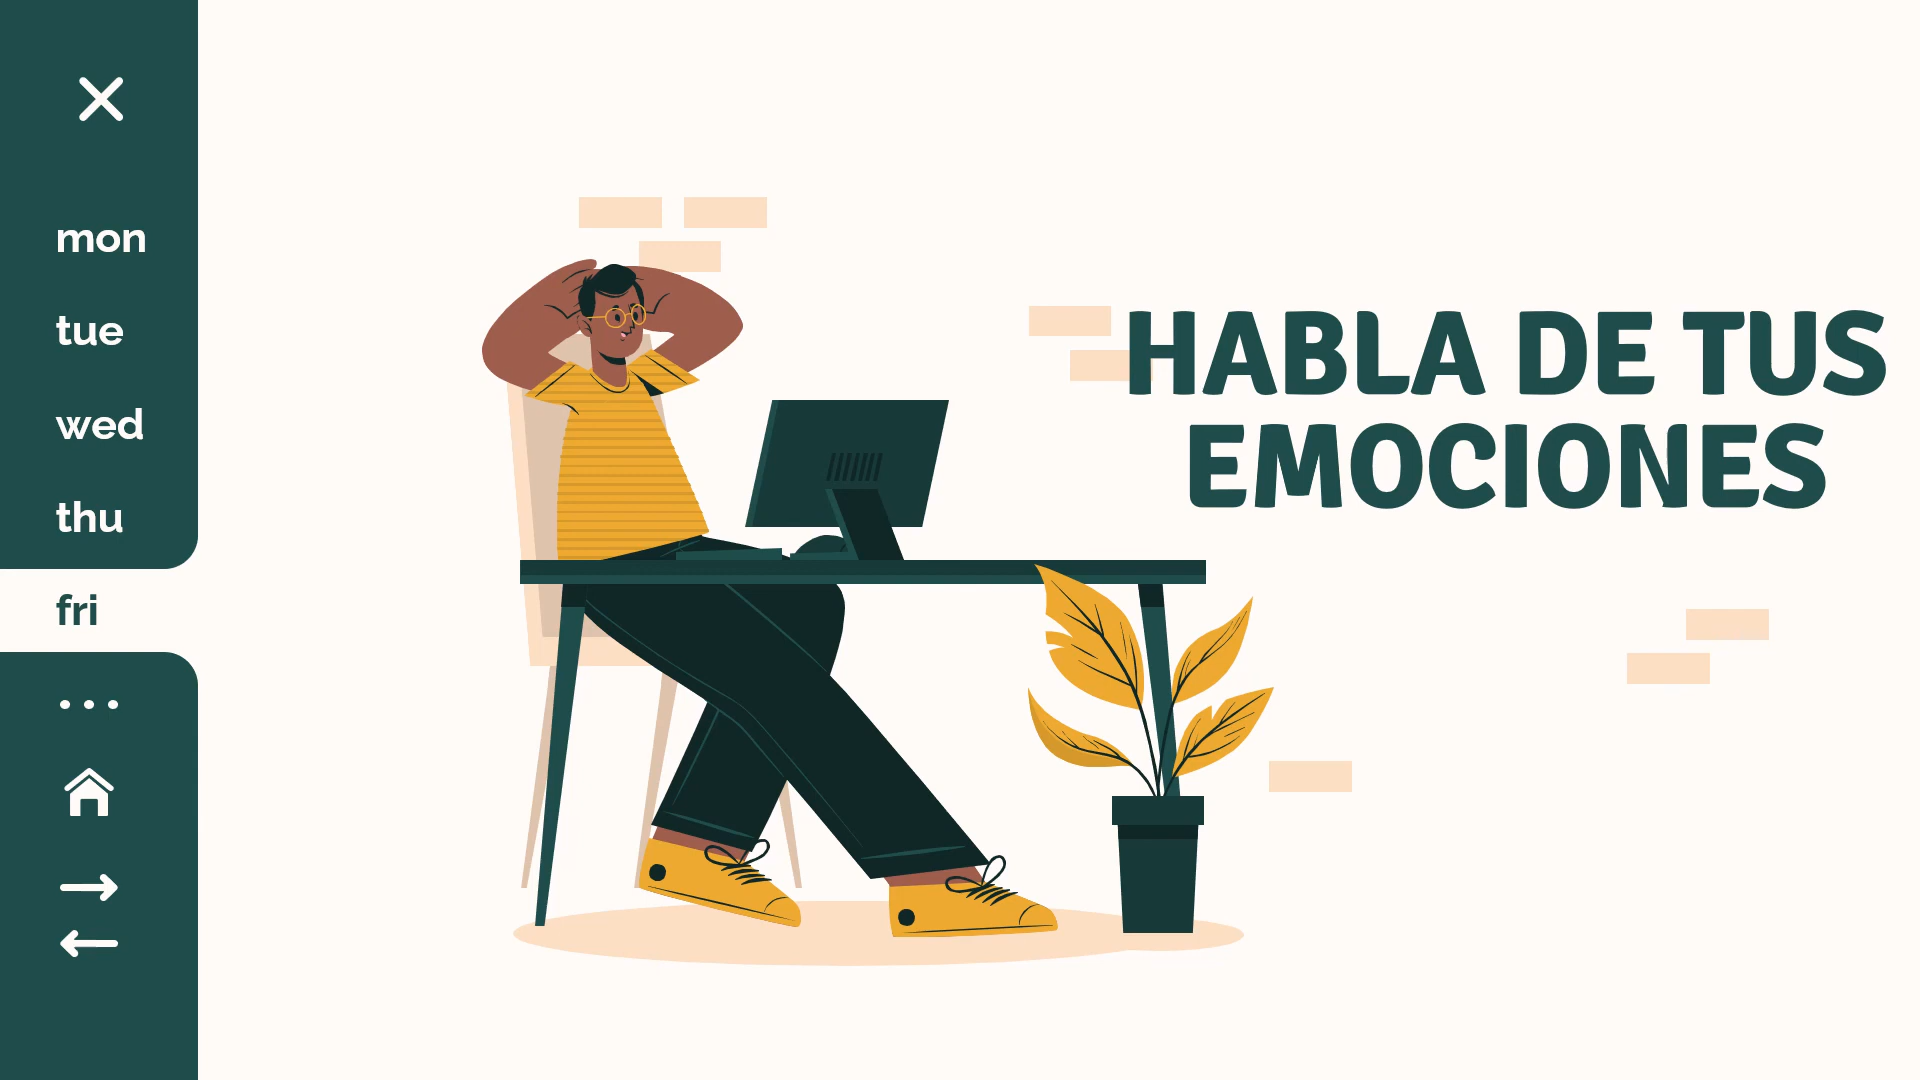 mon
tue
wed
thu
fri
HABLA DE TUS
EMOCIONES